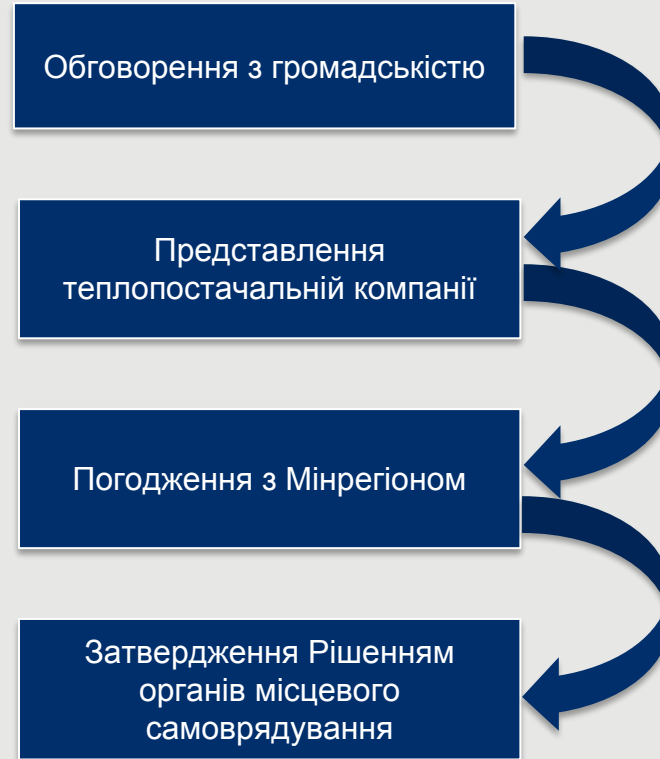 Обговорення з громадськістю
Представлення
теплопостачальній компанії
Погодження з Мінрегіоном
Затвердження Рішенням
органів місцевого
самоврядування